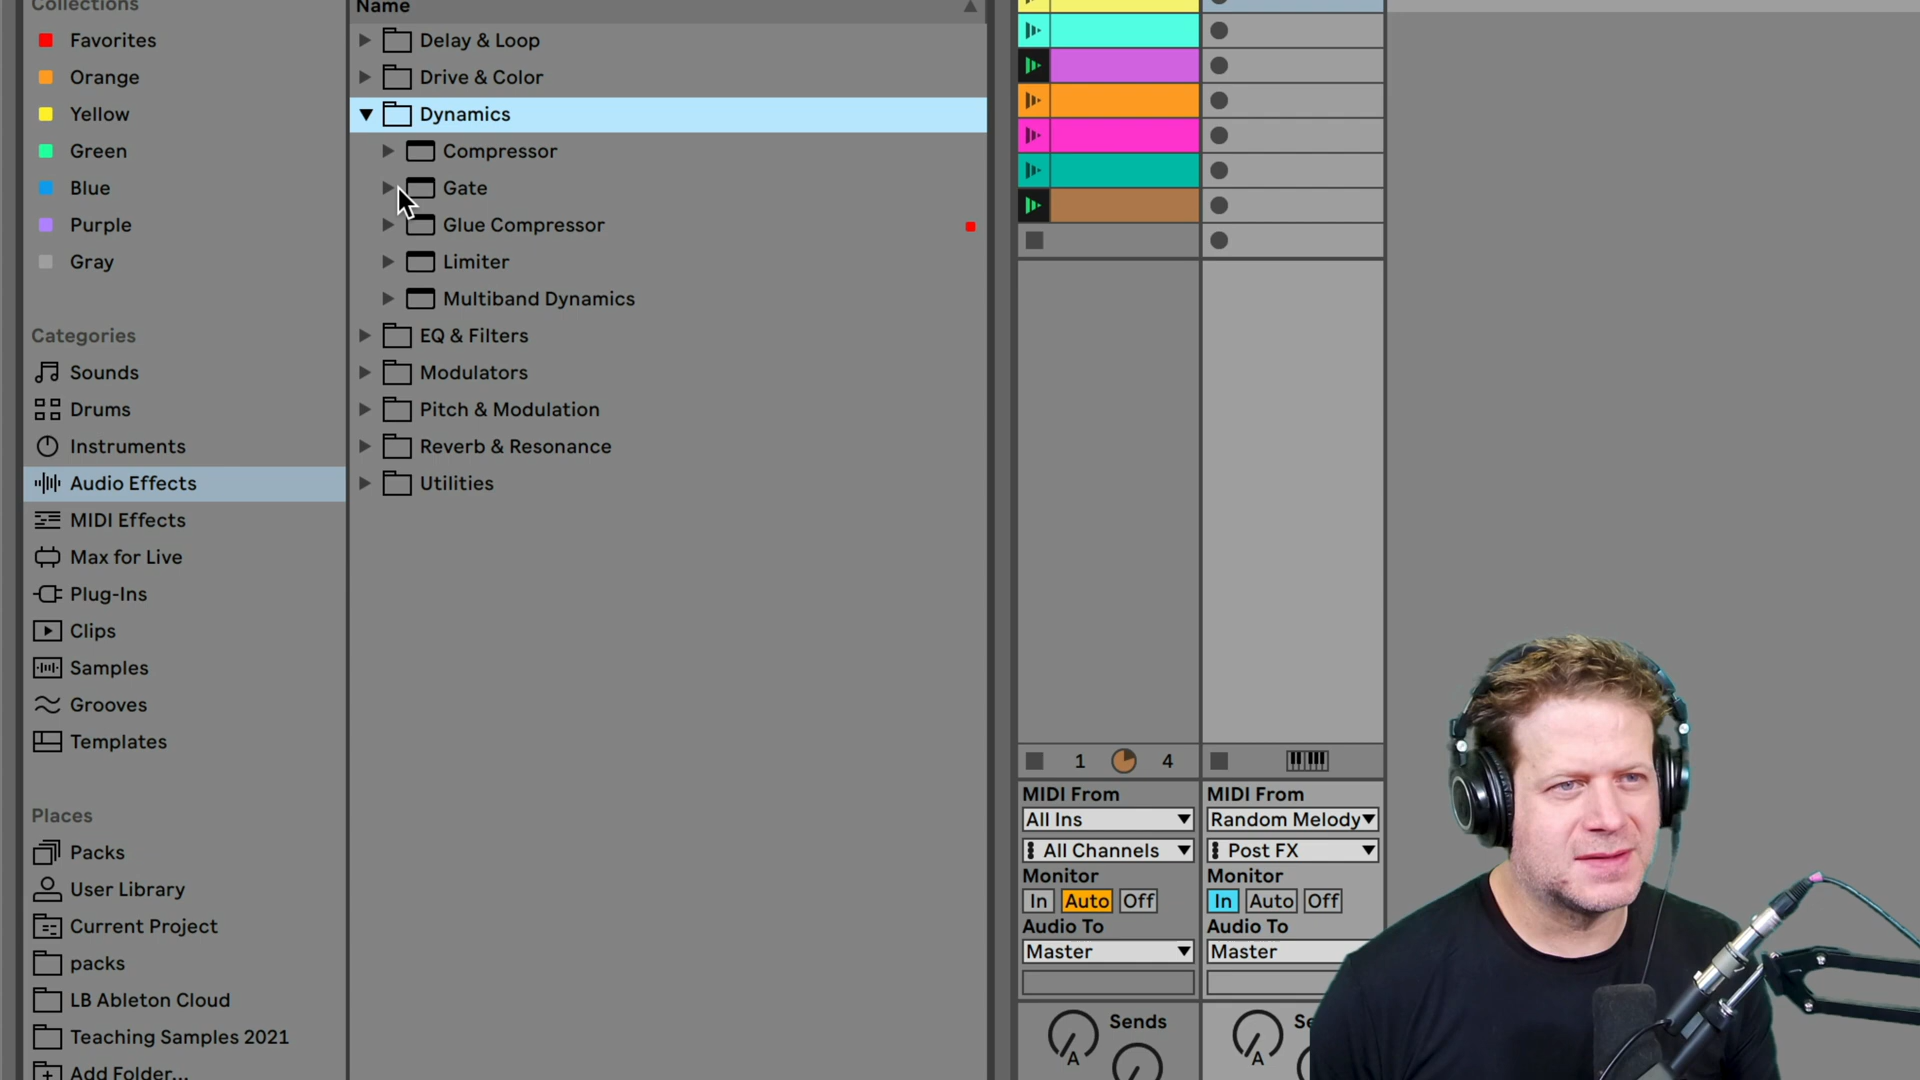 Collections
Favorites
Orange
Yellow
Green
Blue
Purple
Gray
Categories
Sounds
Drums
Instruments
Audio Effects
MIDI Effects
Max for Live
Plug-Ins
Clips
Samples
Grooves
Templates
Places
Packs
User Library
Current Project
packs
LB Ableton Cloud
Teaching Samples 2021
Add Folder...
Name
Delay & Loop
Drive & Color
Dynamics
Compressor
Gate
Glue Compressor
Limiter
Multiband Dynamics
EQ & Filters
Modulators
Pitch & Modulation
Reverb & Resonance
Utilities
1 4
MIDI From
All Ins
All Channels
Monitor
In Auto Off
Audio To
Master
Sends
A
MIDI From
Random Melody
Post FX
Monitor
In Auto Off
Audio To
Master
Se
A